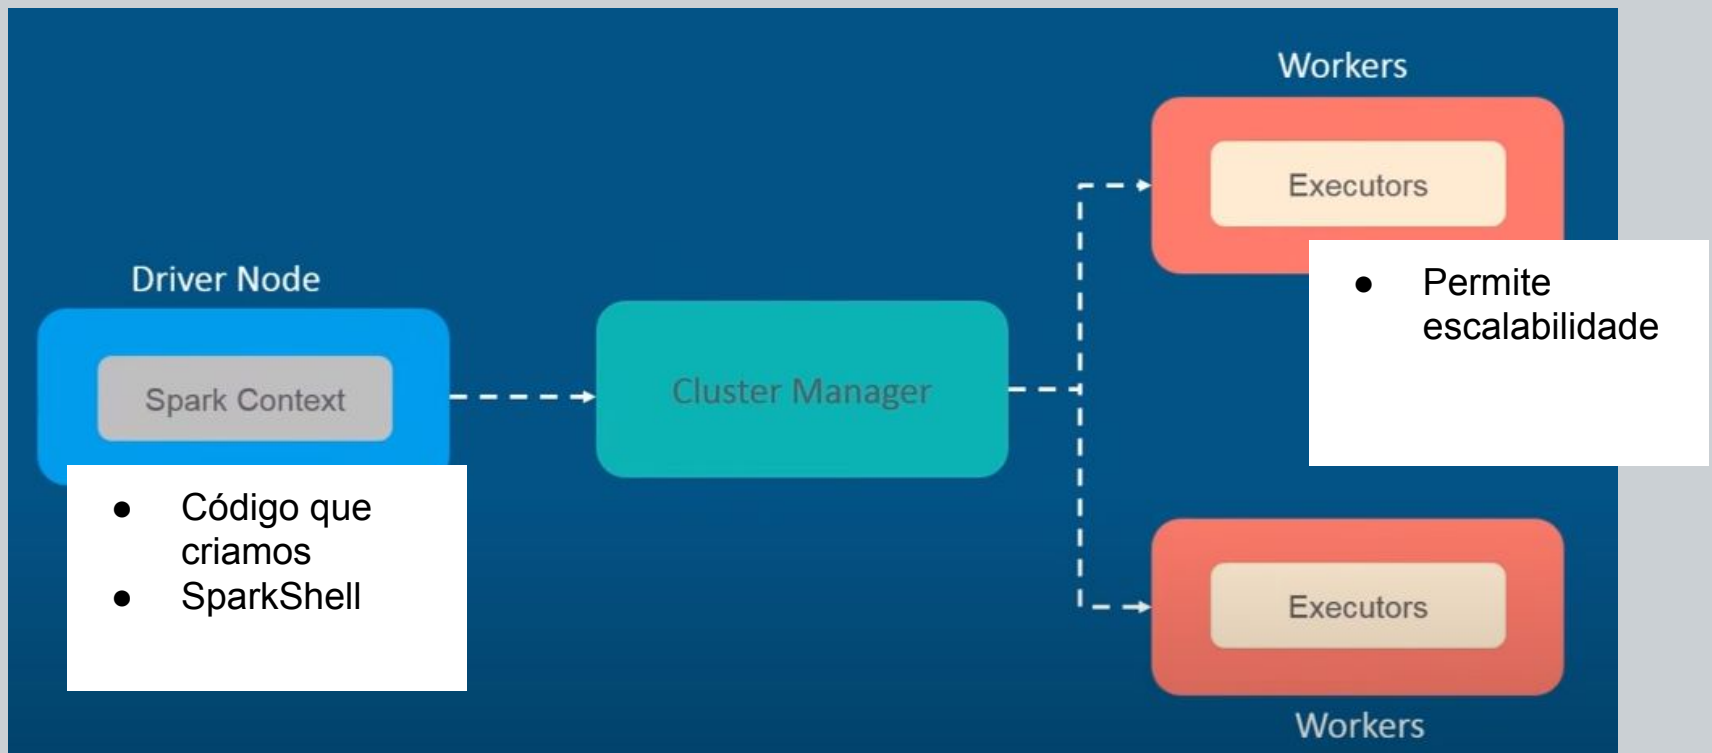 Workers
Executors
● Permite
escalabilidade
Driver Node
Spark Context
Cluster Manager
● Código que
criamos
● SparkShell
Executors
Workers